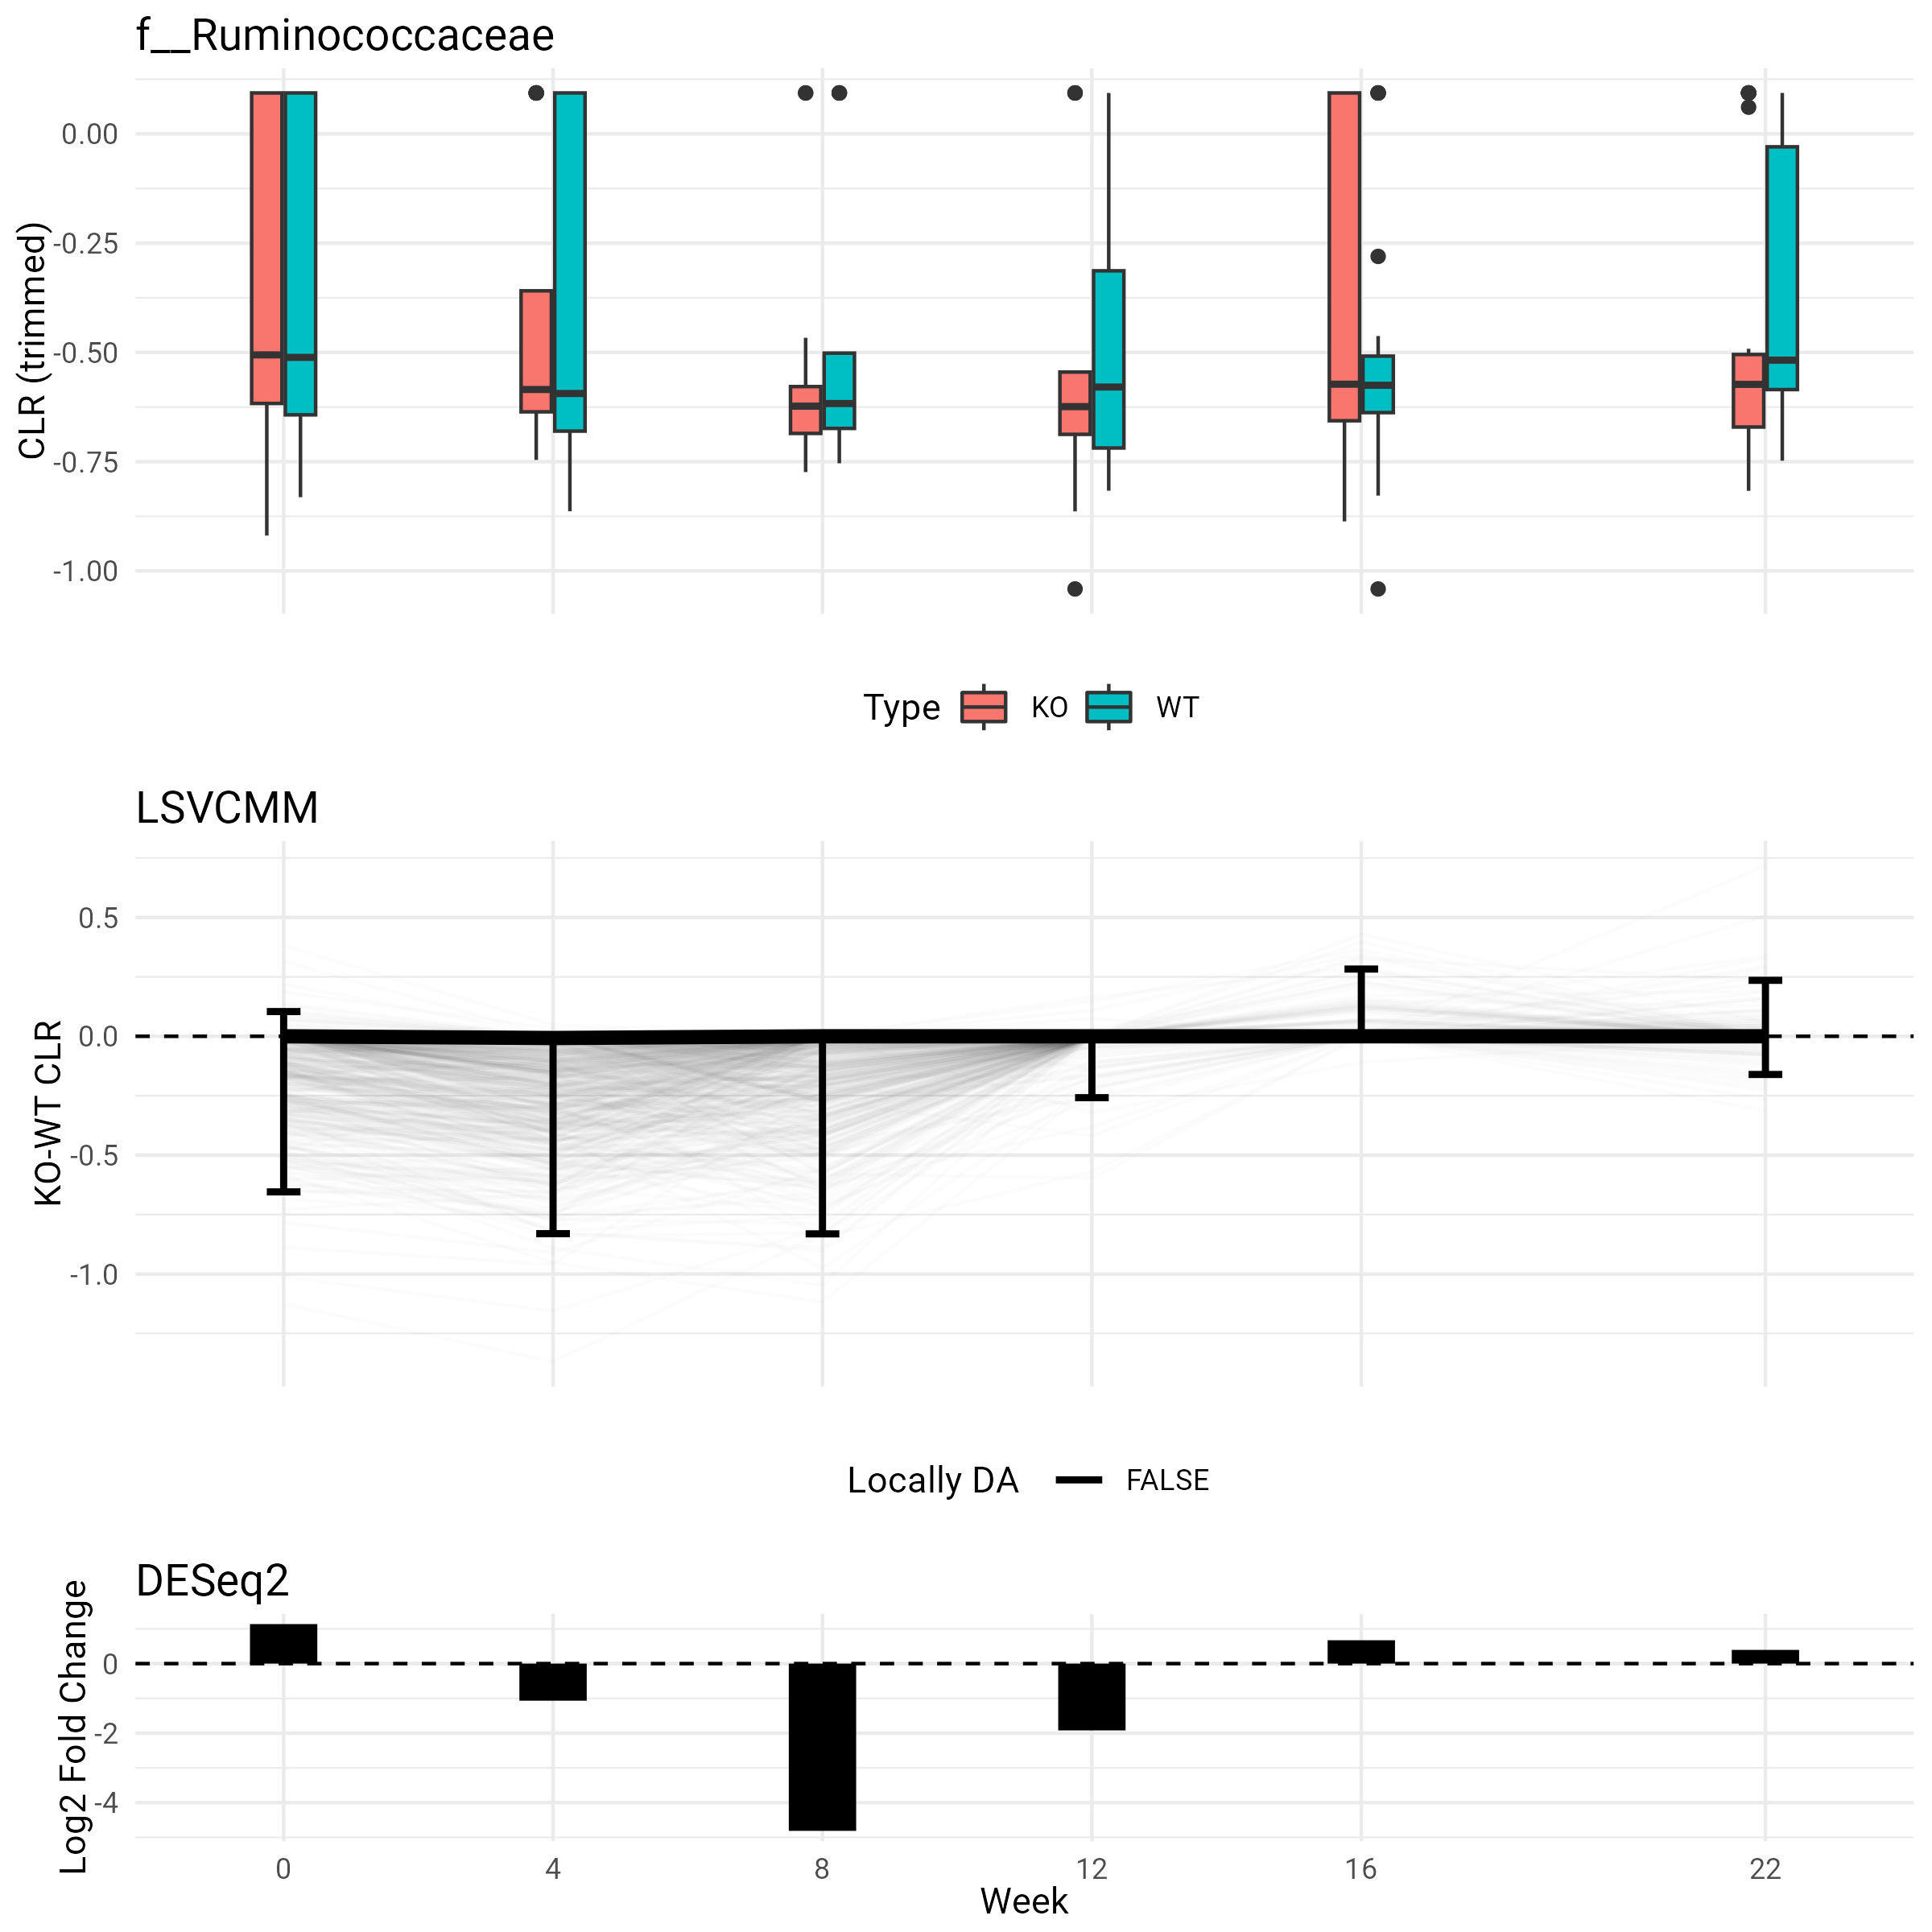 f__Ruminococcaceae
CLR (trimmed)
0.00
-0.25
-0.50
-0.75
-1.00
Type KO WT
LSVCMM
KO-WT CLR
0.5
0.0
-0.5
-1.0
Locally DA FALSE
DESeq2
Log2 Fold Change
0
-2
-4
0 4 8 12 16 22
Week